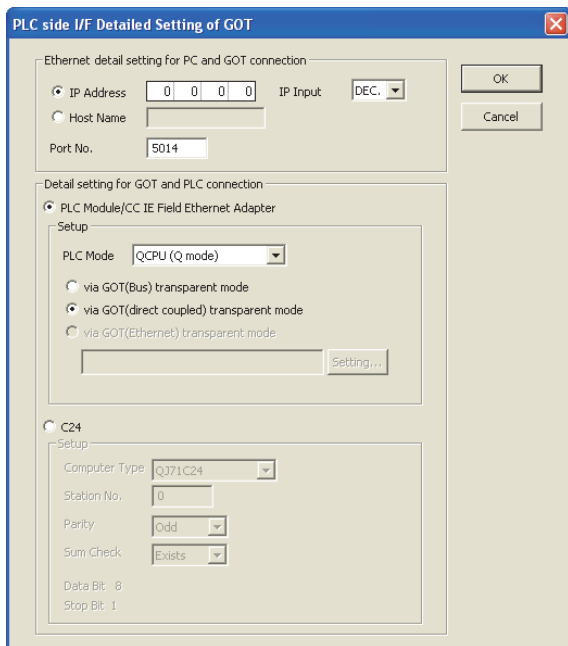 PLC side I/F Detailed Setting of GOT
Ethernet detail setting for PC and GOT connection
IP Address 0 0 0 0 IP Input DEC.
OK
Host Name
Cancel
Port No. 5014
Detail setting for GOT and PLC connection
PLC Module/CC IE Field Ethernet Adapter
Setup
PLC Mode QCPU (Q mode)
via GOT(Bus) transparent mode
via GOT(direct coupled) transparent mode
via GOT(Ethernet) transparent mode
Setting...
C24
Setup
Computer Type QJ71C24
Station No. 0
Parity Odd
Sum Check Exists
Data Bit 8
Stop Bit 1